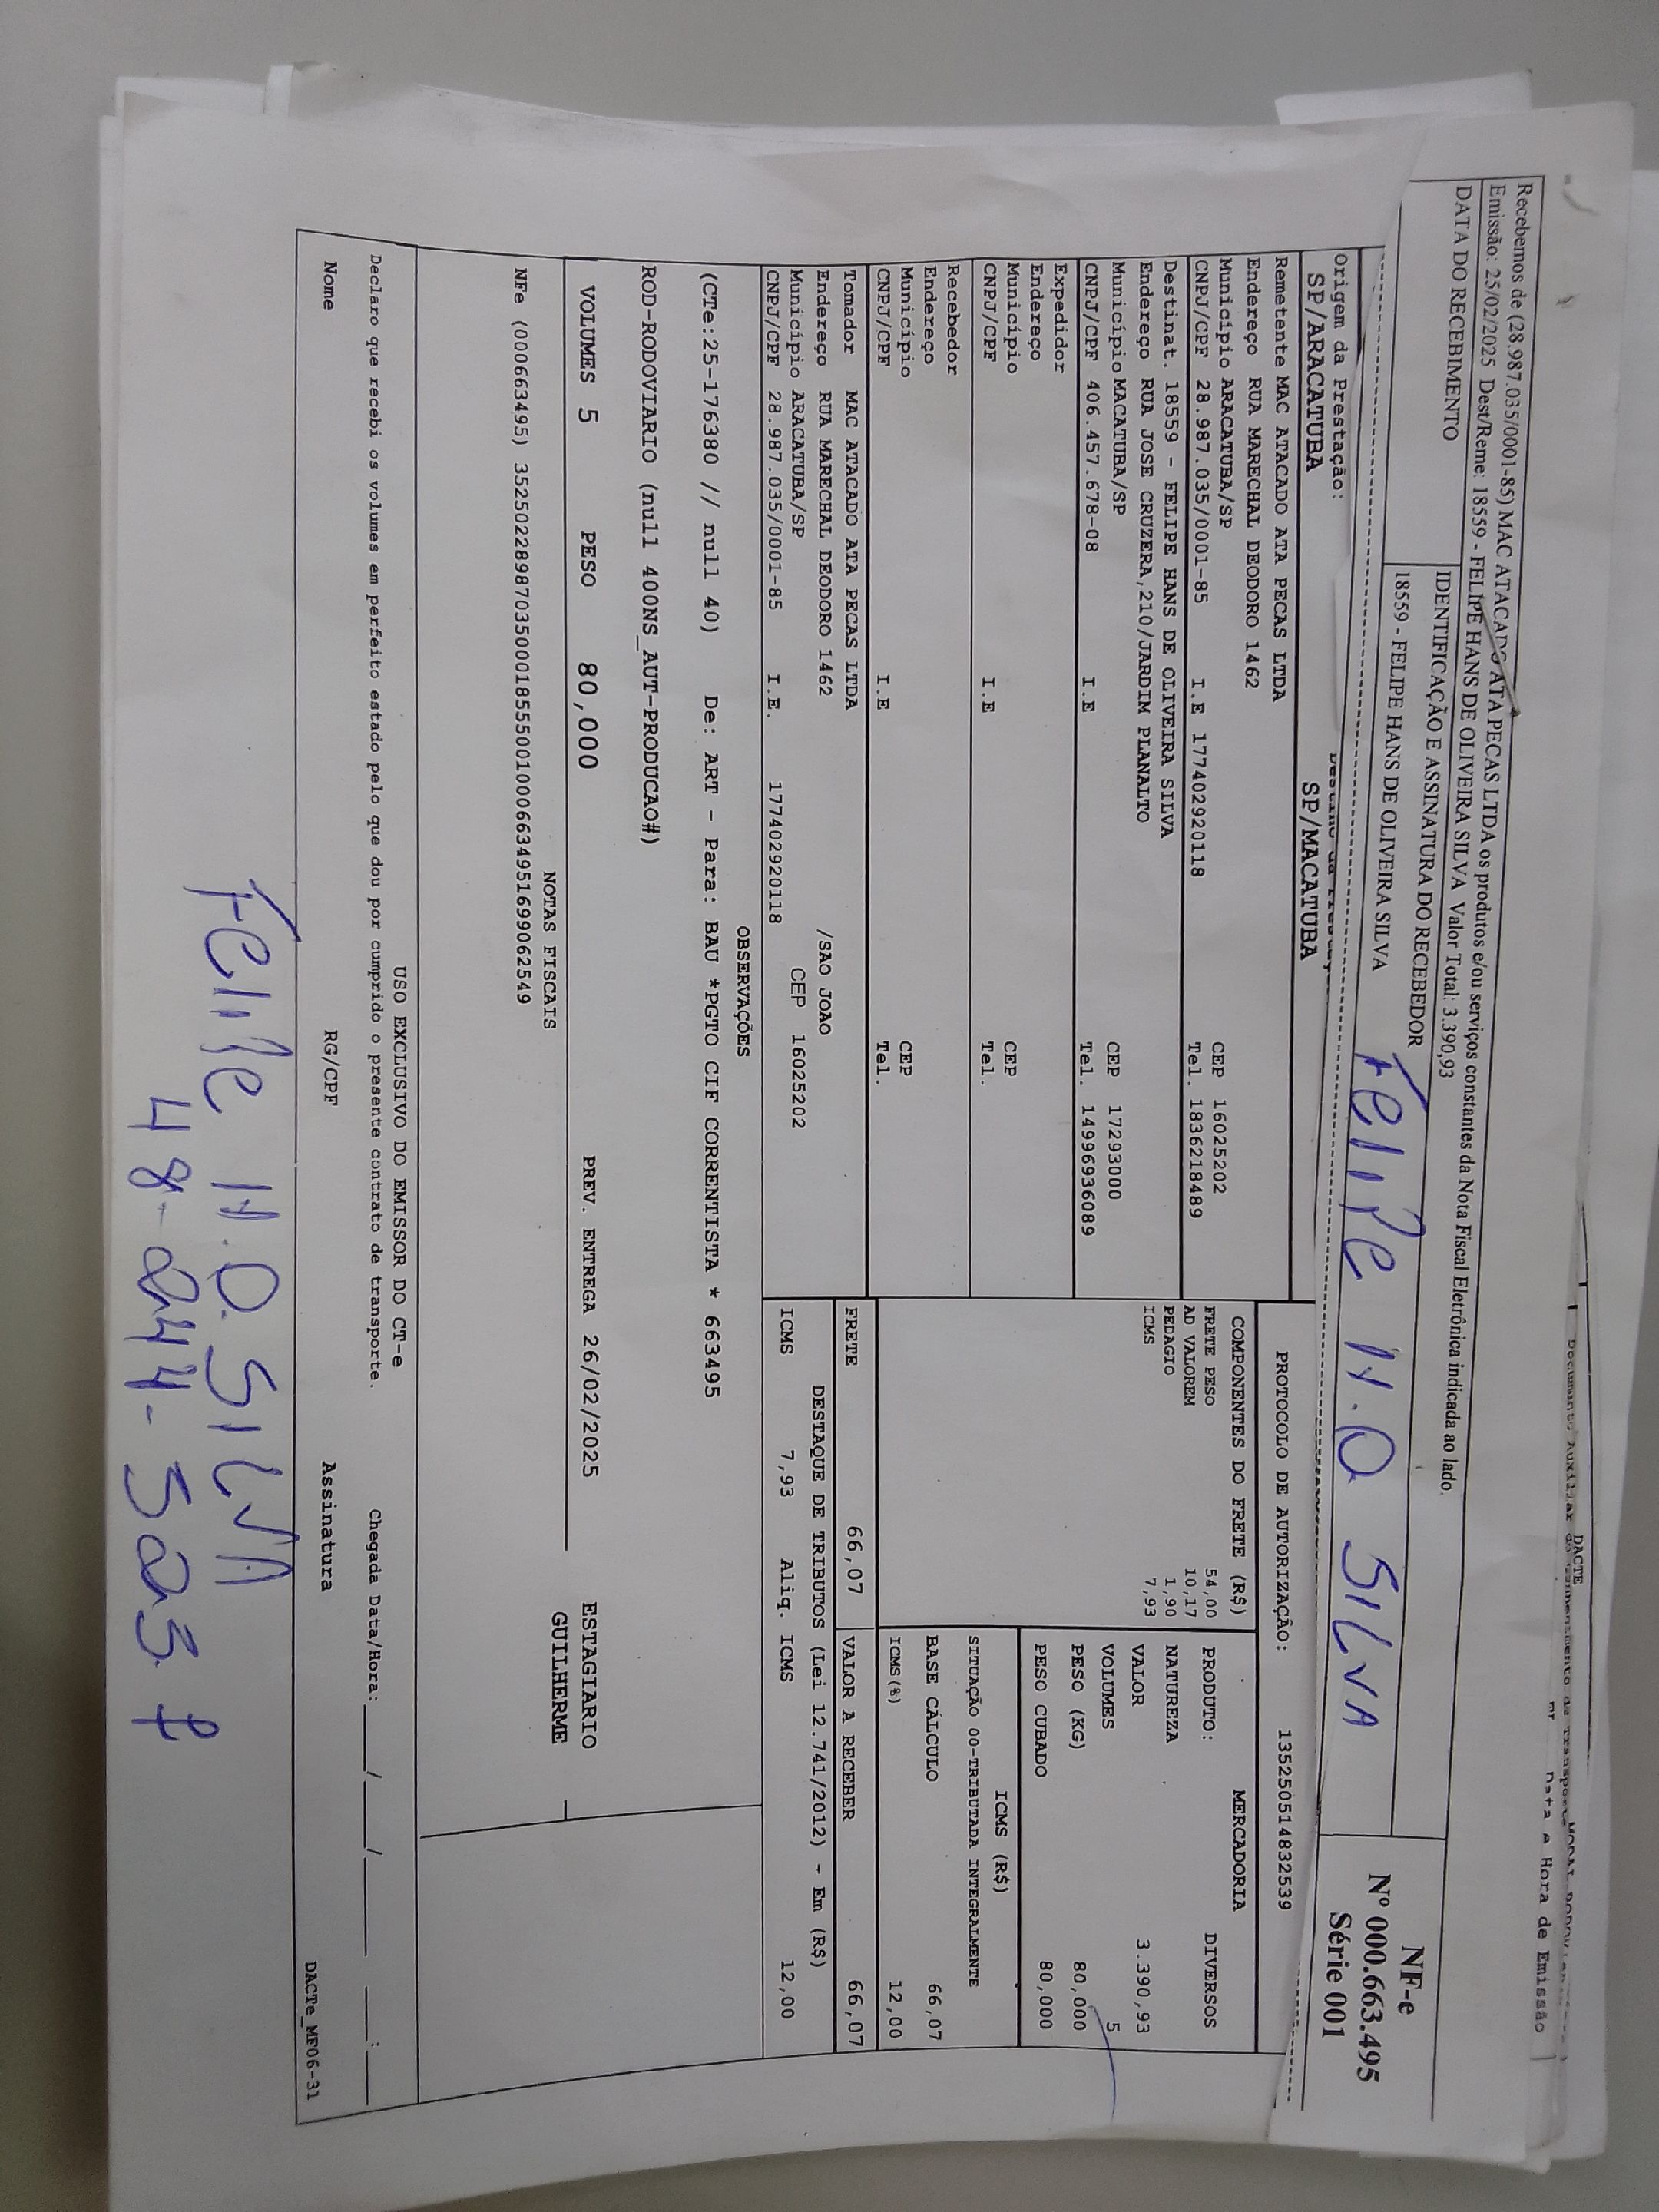 DACTE
Data e Hora de Emissão
Recebemos de (28.987.035/0001-85) MAC ATACADO ATA PECAS LTDA os produtos e/ou serviços constantes da Nota Fiscal Eletrônica indicada ao lado.
Emissão: 25/02/2025 Dest/Reme: 18559 - FELIPE HANS DE OLIVEIRA SILVA Valor Total: 3.390,93
DATA DO RECEBIMENTO
IDENTIFICAÇÃO E ASSINATURA DO RECEBEDOR
18559 - FELIPE HANS DE OLIVEIRA SILVA
Felipe H.O SILVA
NF-e
Nº 000.663.495
Série 001
Origem da Prestação:
SP/ARACATUBA
SP/MACATUBA
PROTOCOLO DE AUTORIZAÇÃO: 135250514832539
Remetente MAC ATACADO ATA PECAS LTDA
Endereço RUA MARECHAL DEODORO 1462
Município ARACATUBA/SP CEP 16025202
CNPJ/CPF 28.987.035/0001-85 I.E 177402920118 Tel. 1836218489
Destinat. 18559 - FELIPE HANS DE OLIVEIRA SILVA
Endereço RUA JOSE CRUZERA,210/JARDIM PLANALTO
Município MACATUBA/SP CEP 17293000
CNPJ/CPF 406.457.678-08 I.E Tel. 14996936089
Expedidor
Endereço
Município CEP
CNPJ/CPF I.E Tel.
Recebedor
Endereço
Município CEP
CNPJ/CPF I.E Tel.
Tomador MAC ATACADO ATA PECAS LTDA
Endereço RUA MARECHAL DEODORO 1462 /SAO JOAO
Município ARACATUBA/SP CEP 16025202
CNPJ/CPF 28.987.035/0001-85 I.E. 177402920118
COMPONENTES DO FRETE (R$)
FRETE PESO 54,00
AD VALOREM 10,17
PEDAGIO 1,90
ICMS 7,93
MERCADORIA
PRODUTO: DIVERSOS
NATUREZA
VALOR 3.390,93
VOLUMES 5
PESO (KG) 80,000
PESO CUBADO 80,000
ICMS (R$)
SITUAÇÃO 00-TRIBUTADA INTEGRALMENTE
BASE CÁLCULO 66,07
ICMS(%) 12,00
FRETE 66,07 VALOR A RECEBER 66,07
DESTAQUE DE TRIBUTOS (Lei 12.741/2012) - Em (R$)
ICMS 7,93 Aliq. ICMS 12,00
OBSERVAÇÕES
(CTe:25-176380 // null 40) De: ART - Para: BAU *PGTO CIF CORRENTISTA * 663495
ROD-RODOVIARIO (null 400NS_AUT-PRODUCAO#)
VOLUMES 5 PESO 80,000 PREV. ENTREGA 26/02/2025 ESTAGIARIO
GUILHERME
NOTAS FISCAIS
NFe (000663495) 35250228987035000185550010006634951699062549
USO EXCLUSIVO DO EMISSOR DO CT-e
Declaro que recebi os volumes em perfeito estado pelo que dou por cumprido o presente contrato de transporte. Chegada Data/Hora: / / :
Nome RG/CPF Assinatura
DACTe_MF06-31
Felipe H.O. SILVA